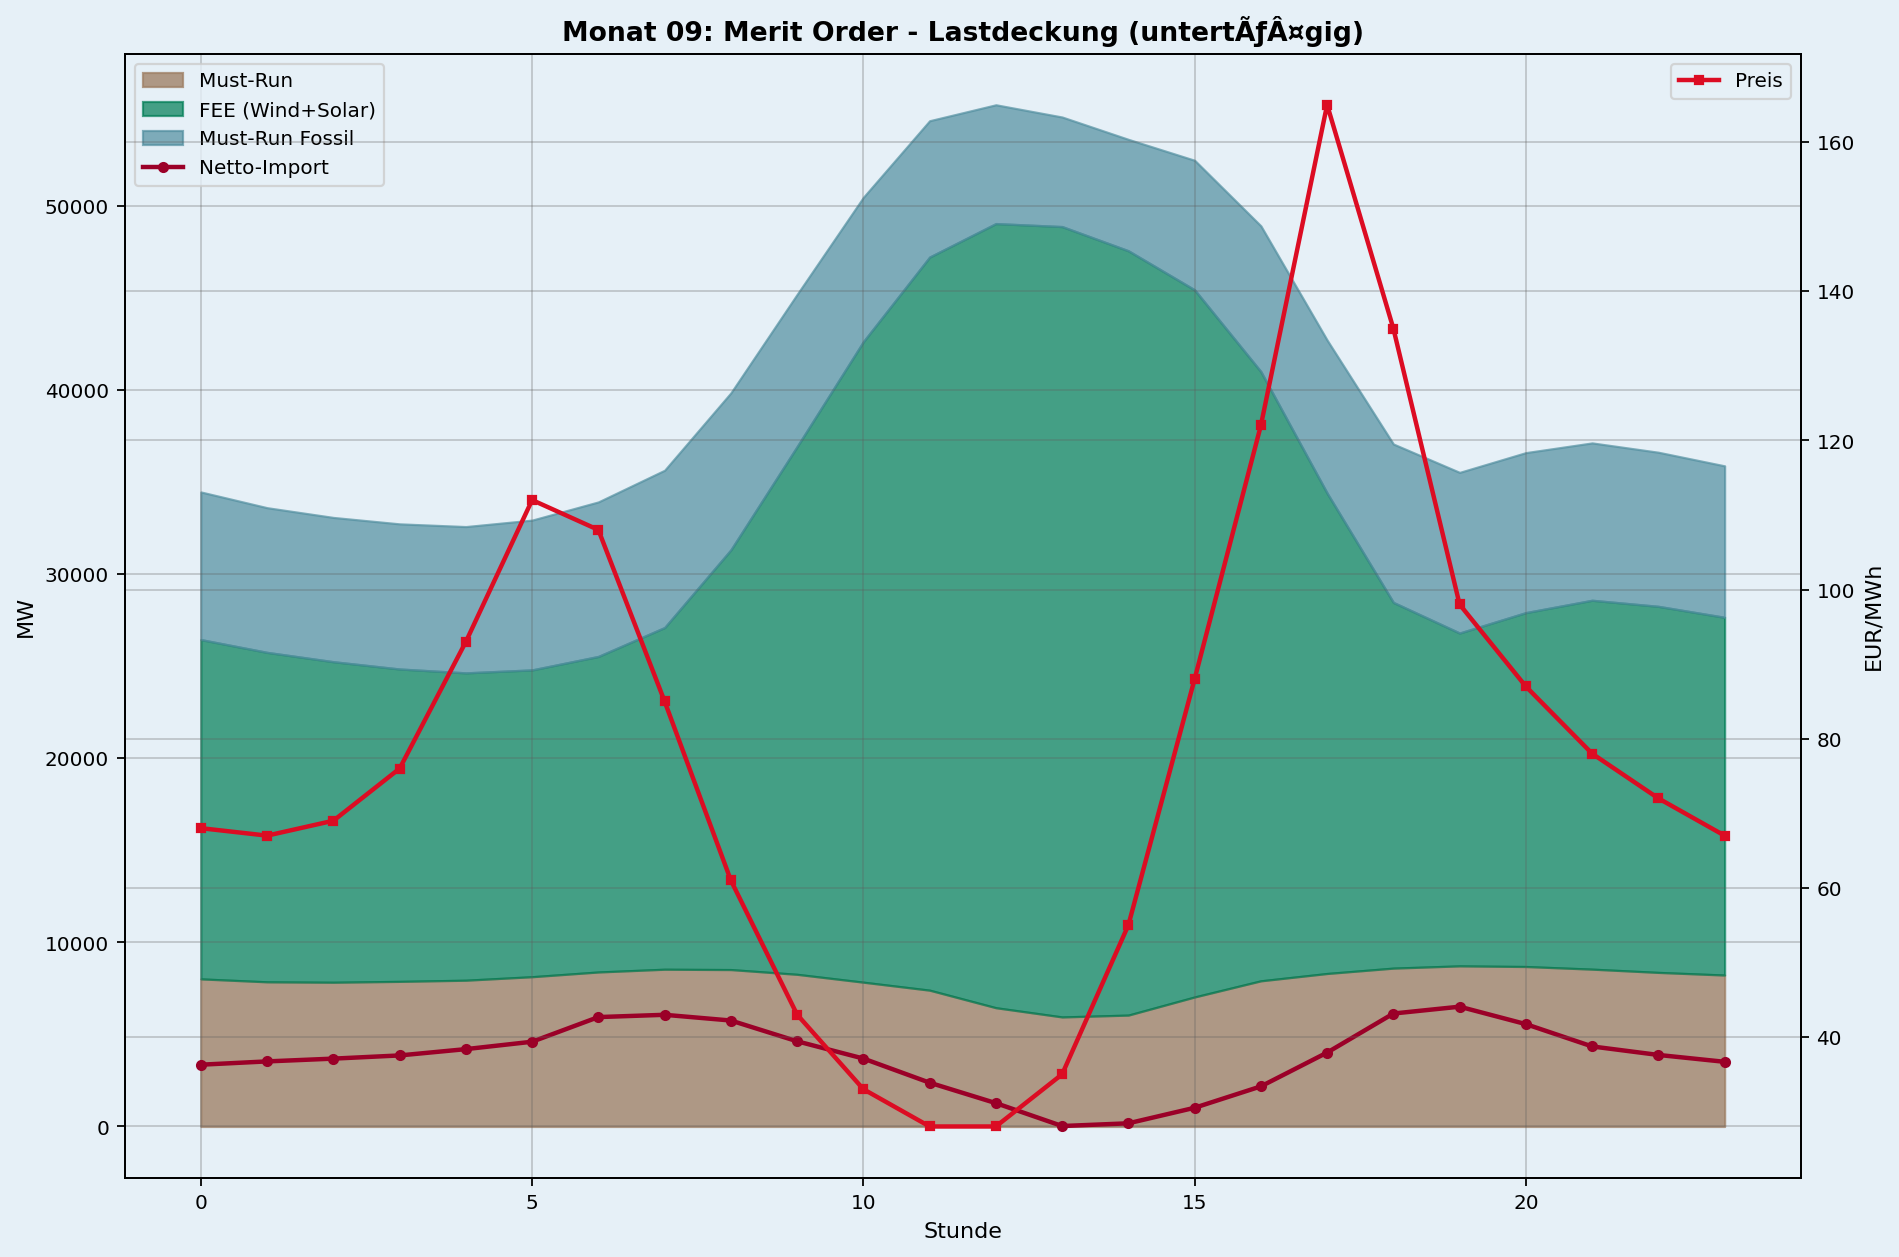 Monat 09: Merit Order - Lastdeckung (untertÃƒÂ¤gig)
Must-Run
FEE (Wind+Solar)
Must-Run Fossil
Netto-Import
Preis
MW
50000
40000
30000
20000
10000
0
160
140
120
100
80
60
40
EUR/MWh
0
5
10
15
20
Stunde